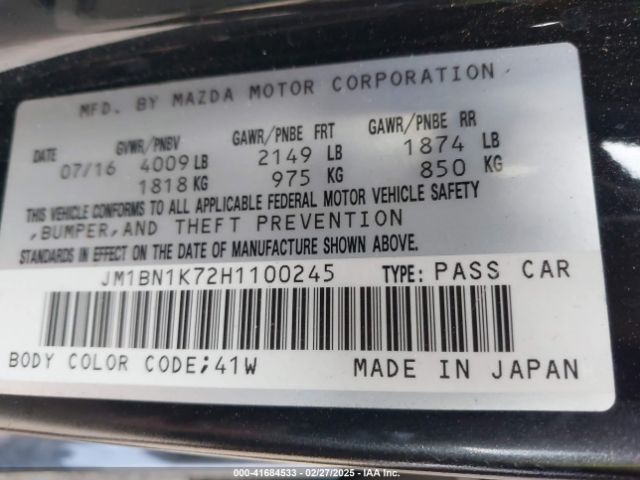 MFD. BY MAZDA MOTOR CORPORATION
DATE GVWR/PNBV GAWR/PNBE FRT GAWR/PNBE RR
07/16 4009 LB 2149 LB 1874 LB
1818 KG 975 KG 850 KG
THIS VEHICLE CONFORMS TO ALL APPLICABLE FEDERAL MOTOR VEHICLE SAFETY
,BUMPER,AND THEFT PREVENTION
STANDARDS IN EFFECT ON THE DATE OF MANUFACTURE SHOWN ABOVE.
JM1BN1K72H1100245 TYPE: PASS CAR
BODY COLOR CODE;41W MADE IN JAPAN
000-41684533 - 02/27/2025 - IAA Inc.